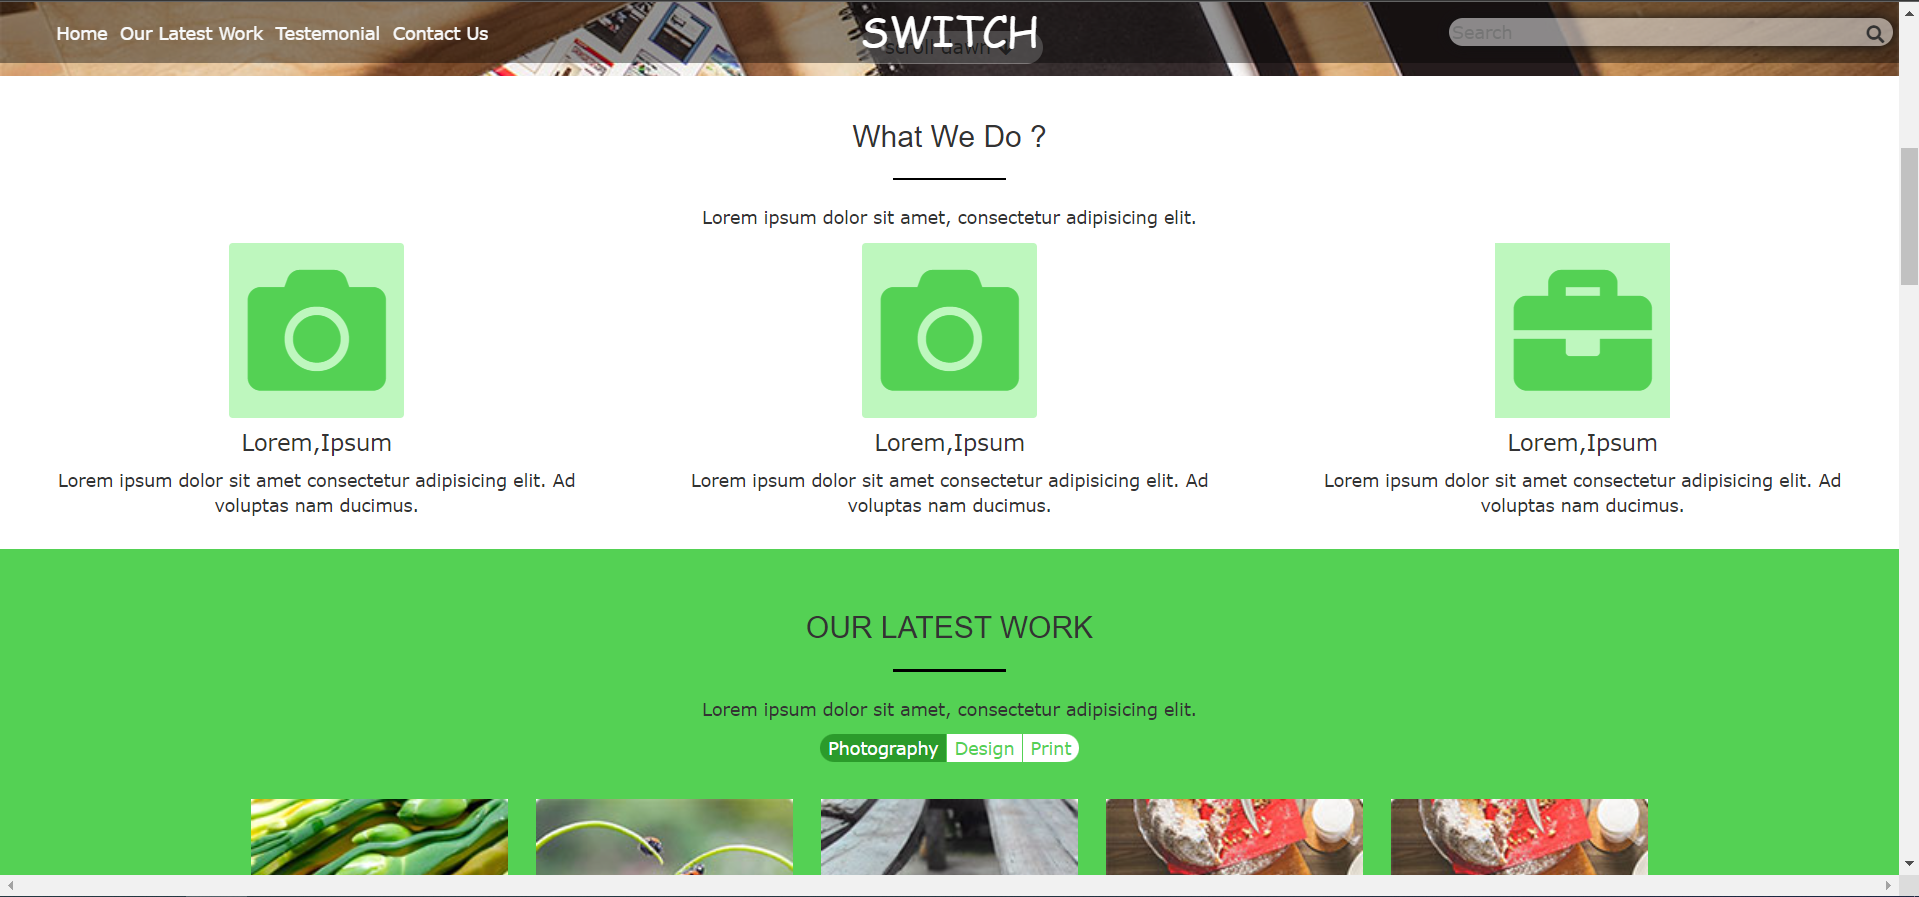 Home Our Latest Work Testemonial Contact Us
SWITCH
Search
scroll dawn
What We Do ?
Lorem ipsum dolor sit amet, consectetur adipisicing elit.
Lorem,Ipsum
Lorem ipsum dolor sit amet consectetur adipisicing elit. Ad
voluptas nam ducimus.
Lorem,Ipsum
Lorem ipsum dolor sit amet consectetur adipisicing elit. Ad
voluptas nam ducimus.
Lorem,Ipsum
Lorem ipsum dolor sit amet consectetur adipisicing elit. Ad
voluptas nam ducimus.
OUR LATEST WORK
Lorem ipsum dolor sit amet, consectetur adipisicing elit.
Photography Design Print